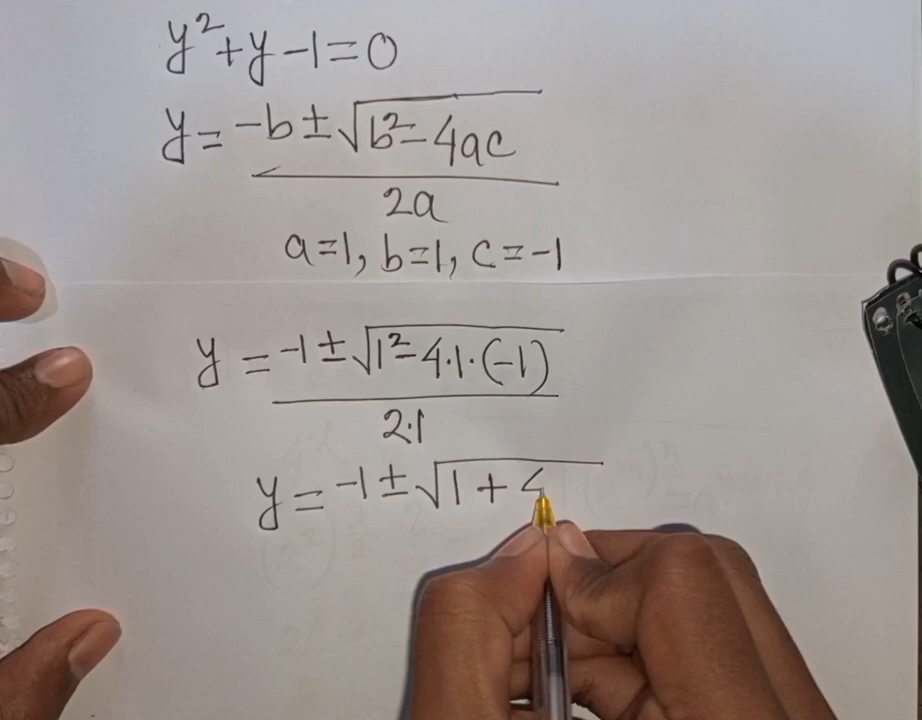 y²+y-1=0
y=-b±√b²-4ac
2a
a=1, b=1, c=-1
y=-1±√1²-4·1·(-1)
2·1
y=-1±√1+4